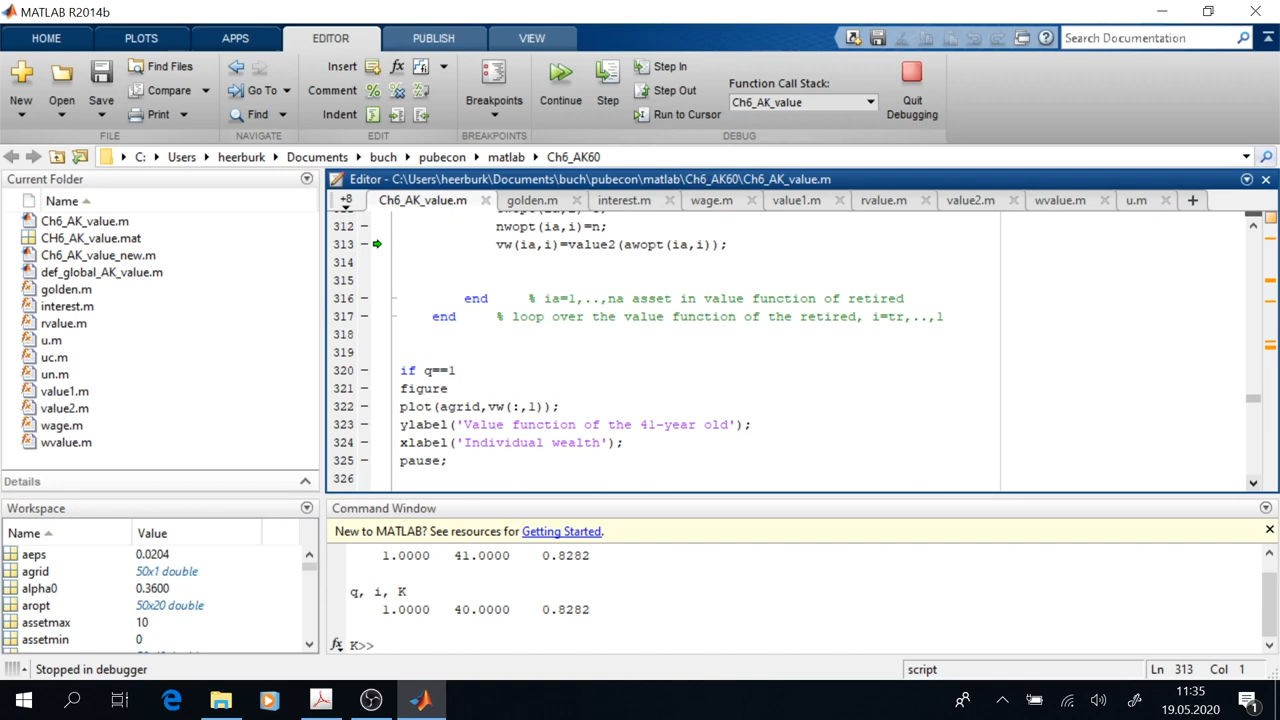 MATLAB R2014b
HOME PLOTS APPS EDITOR PUBLISH VIEW Search Documentation
New Open Save Find Files Compare Print Go To Find Insert fx Comment Indent Breakpoints Continue Step Step In Step Out Run to Cursor Function Call Stack: Ch6_AK_value Quit Debugging
FILE NAVIGATE EDIT BREAKPOINTS DEBUG
C: Users heerburk Documents buch pubecon matlab Ch6_AK60
Current Folder
Name
Ch6_AK_value.m
CH6_AK_value.mat
Ch6_AK_value_new.m
def_global_AK_value.m
golden.m
interest.m
rvalue.m
u.m
uc.m
un.m
value1.m
value2.m
wage.m
wvalue.m
Details
Workspace
Name Value
aeps 0.0204
agrid 50x1 double
alpha0 0.3600
aropt 50x20 double
assetmax 10
assetmin 0
Editor - C:\Users\heerburk\Documents\buch\pubecon\matlab\Ch6_AK60\Ch6_AK_value.m
+8 Ch6_AK_value.m golden.m interest.m wage.m value1.m rvalue.m value2.m wvalue.m u.m
312 nwopt(ia,i)=n;
313 vw(ia,i)=value2(awopt(ia,i));
314
315
316 end % ia=1,..,na asset in value function of retired
317 end % loop over the value function of the retired, i=tr,..,1
318
319
320 if q==1
321 figure
322 plot(agrid,vw(:,1));
323 ylabel('Value function of the 41-year old');
324 xlabel('Individual wealth');
325 pause;
326
Command Window
New to MATLAB? See resources for Getting Started.
1.0000 41.0000 0.8282
q, i, K
1.0000 40.0000 0.8282
fx K>>
Stopped in debugger script Ln 313 Col 1
11:35
19.05.2020
1